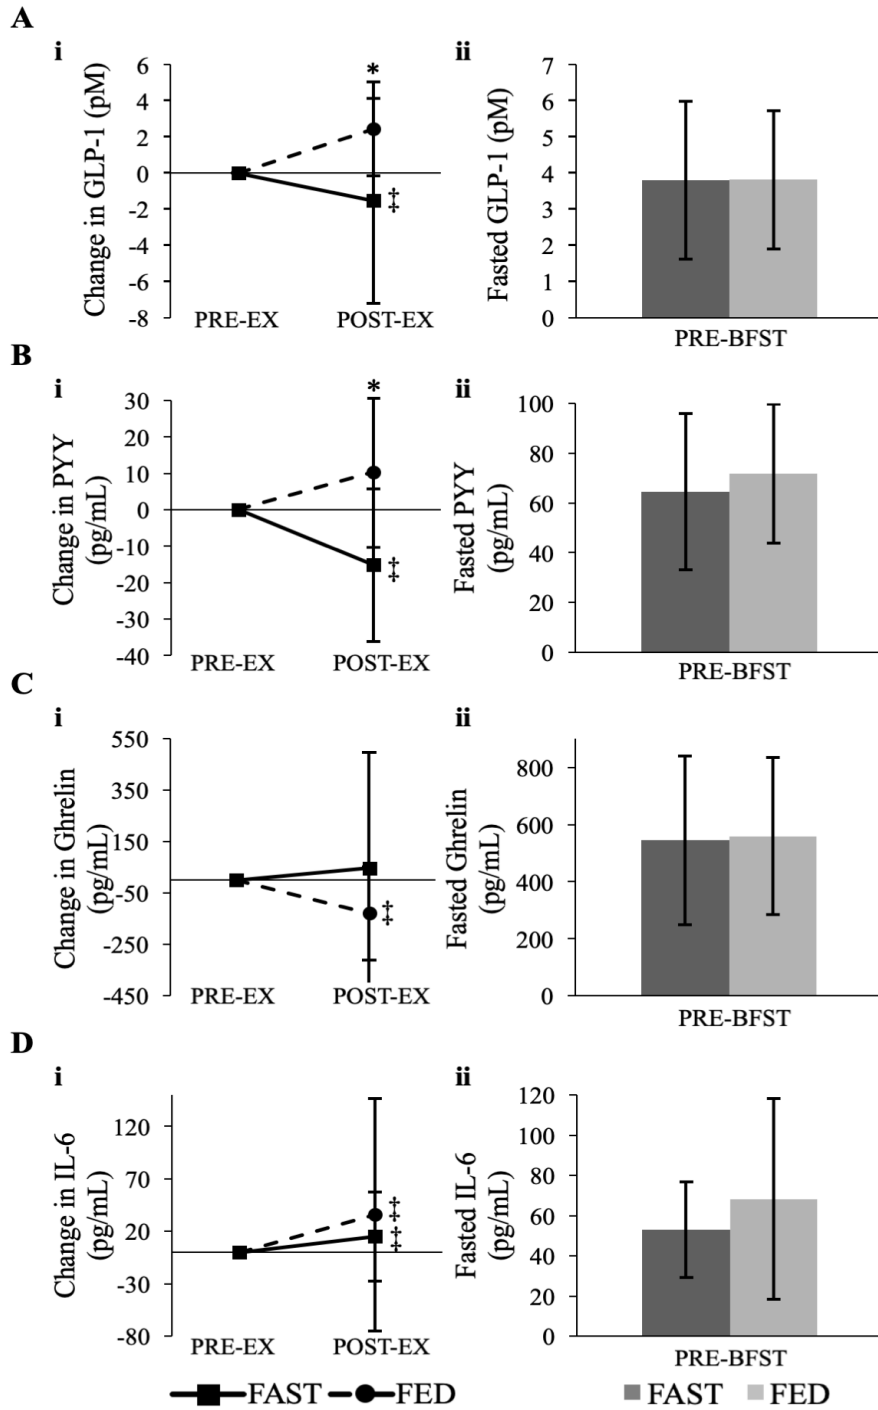 A
i
ii
Change in GLP-1 (pM)
6
4
2
0
-2
-4
-6
-8
*
‡
PRE-EX
POST-EX
Fasted GLP-1 (pM)
7
6
5
4
3
2
1
0
PRE-BFST
B
i
ii
Change in PYY
(pg/mL)
30
20
10
0
-10
-20
-30
-40
*
‡
PRE-EX
POST-EX
Fasted PYY
(pg/mL)
100
80
60
40
20
0
PRE-BFST
C
i
ii
Change in Ghrelin
(pg/mL)
550
350
150
-50
-250
-450
‡
PRE-EX
POST-EX
Fasted Ghrelin
(pg/mL)
800
600
400
200
0
PRE-BFST
D
i
ii
Change in IL-6
(pg/mL)
120
70
20
-30
-80
‡
‡
PRE-EX
POST-EX
Fasted IL-6
(pg/mL)
120
100
80
60
40
20
0
PRE-BFST
FAST
FED
FAST
FED